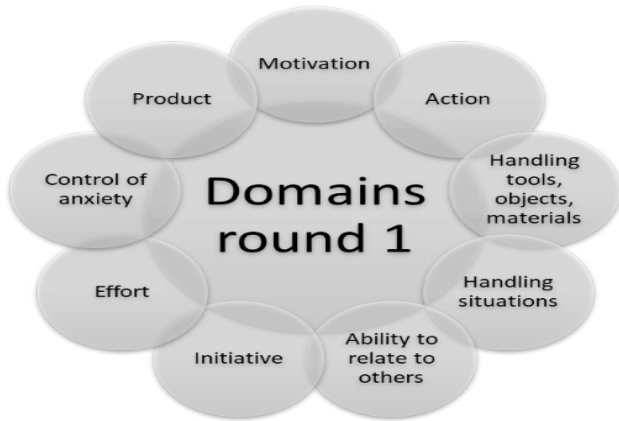 Motivation
Action
Handling
tools,
objects,
materials
Handling
situations
Ability to
relate to
others
Initiative
Effort
Control of
anxiety
Product
Domains
round 1